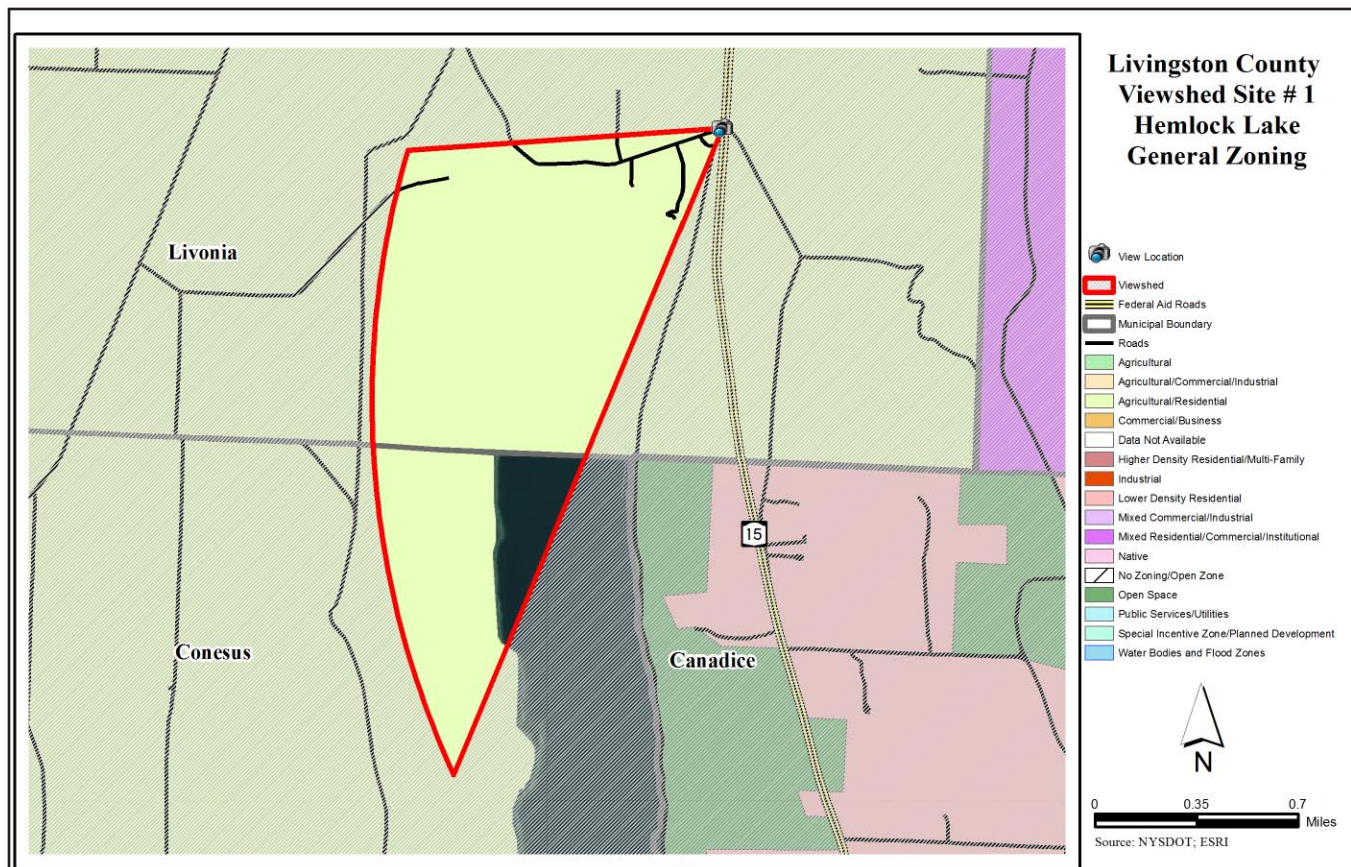 Livingston County
Viewshed Site # 1
Hemlock Lake
General Zoning
Livonia
Conesus
Canadice
15
View Location
Viewshed
Federal Aid Roads
Municipal Boundary
Roads
Agricultural
Agricultural/Commercial/Industrial
Agricultural/Residential
Commercial/Business
Data Not Available
Higher Density Residential/Multi-Family
Industrial
Lower Density Residential
Mixed Commercial/Industrial
Mixed Residential/Commercial/Institutional
Native
No Zoning/Open Zone
Open Space
Public Services/Utilities
Special Incentive Zone/Planned Development
Water Bodies and Flood Zones
N
0 0.35 0.7
Miles
Source: NYSDOT; ESRI